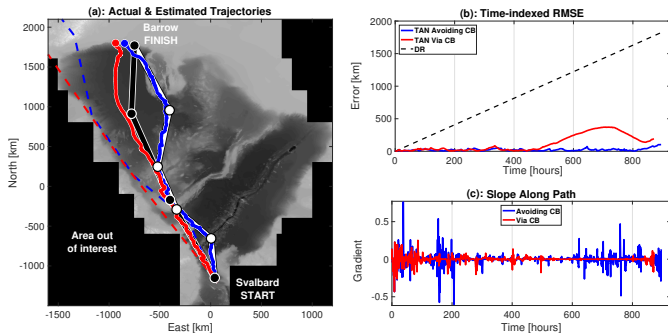 (a): Actual & Estimated Trajectories
Barrow
FINISH
Area out
of interest
Svalbard
START
2000
1500
1000
500
0
-500
-1000
North [km]
-1500
-1000
-500
0
500
1000
East [km]
(b): Time-indexed RMSE
TAN Avoiding CB
TAN Via CB
DR
2000
1500
1000
500
0
Error [km]
0
200
400
600
800
Time [hours]
(c): Slope Along Path
Avoiding CB
Via CB
0.5
0
-0.5
Gradient
0
200
400
600
800
Time [hours]